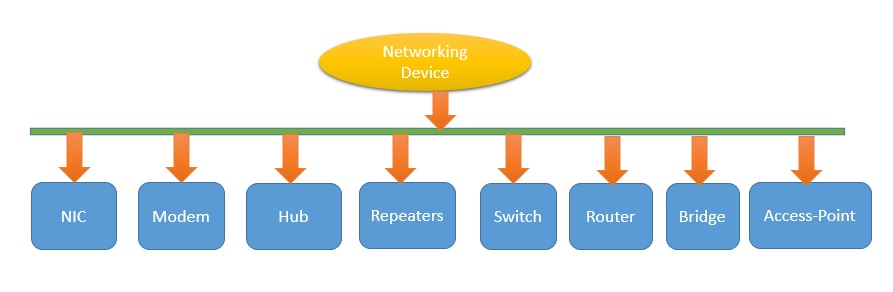 Networking
Device
NIC
Modem
Hub
Repeaters
Switch
Router
Bridge
Access-Point